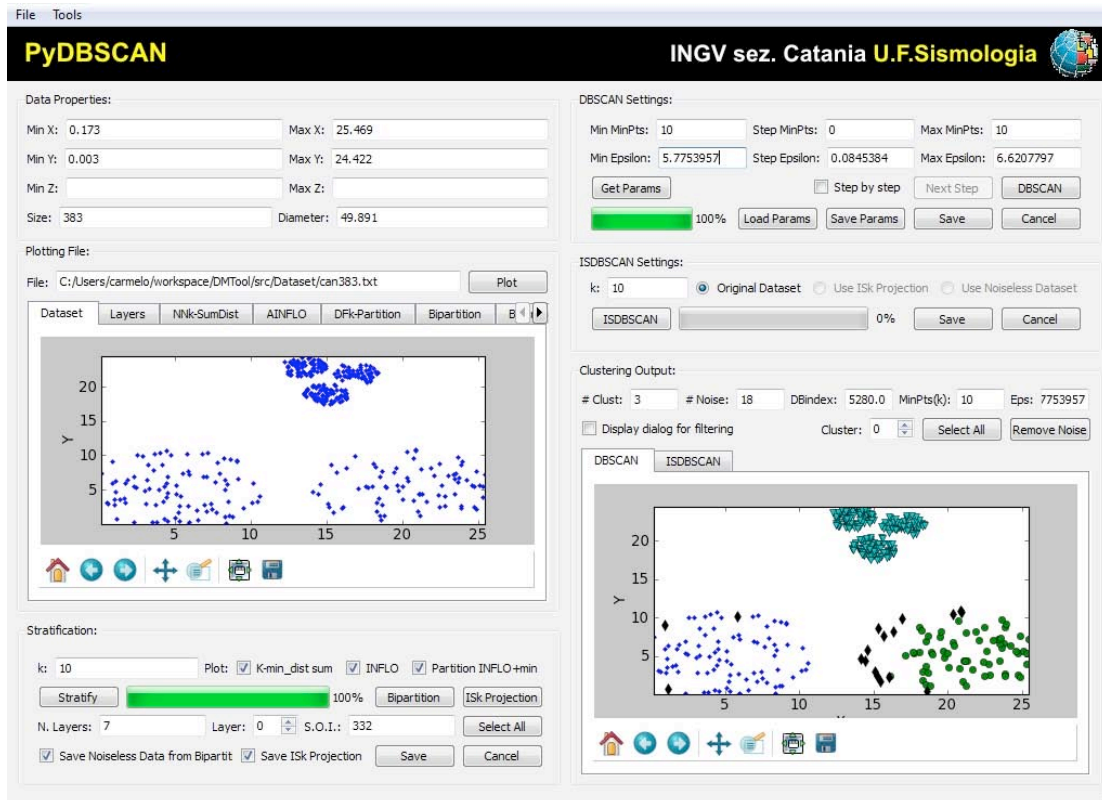 File Tools
PyDBSCAN
INGV sez. Catania U.F.Sismologia
Data Properties:
Min X: 0.173 Max X: 25.469
Min Y: 0.003 Max Y: 24.422
Min Z: Max Z:
Size: 383 Diameter: 49.891
Plotting File:
File: C:/Users/carmelo/workspace/DMTool/src/Dataset/can383.txt Plot
Dataset Layers NNk-SumDist AINFLO DFk-Partition Bipartition B
20
15
10
5
Y
5 10 15 20 25
Stratification:
k: 10 Plot: K-min_dist sum INFLO Partition INFLO+min
Stratify 100% Bipartition ISk Projection
N. Layers: 7 Layer: 0 S.O.I.: 332 Select All
Save Noiseless Data from Bipartit Save ISk Projection Save Cancel
DBSCAN Settings:
Min MinPts: 10 Step MinPts: 0 Max MinPts: 10
Min Epsilon: 5.7753957 Step Epsilon: 0.0845384 Max Epsilon: 6.6207797
Get Params Step by step Next Step DBSCAN
100% Load Params Save Params Save Cancel
ISDBSCAN Settings:
k: 10 Original Dataset Use ISk Projection Use Noiseless Dataset
ISDBSCAN 0% Save Cancel
Clustering Output:
# Clust: 3 # Noise: 18 DBindex: 5280.0 MinPts(k): 10 Eps: 7753957
Display dialog for filtering Cluster: 0 Select All Remove Noise
DBSCAN ISDBSCAN
20
15
10
5
Y
5 10 15 20 25